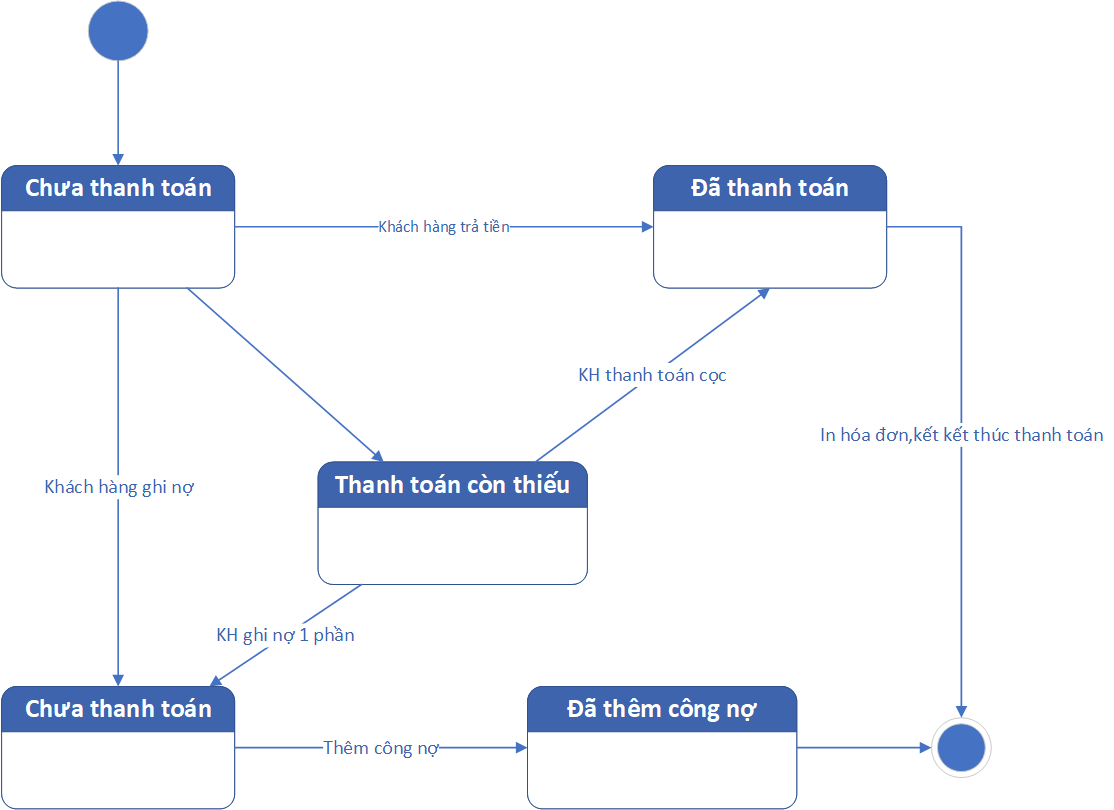 Chưa thanh toán
Đã thanh toán
Khách hàng trả tiền
KH thanh toán cọc
In hóa đơn,kết kết thúc thanh toán
Thanh toán còn thiếu
Khách hàng ghi nợ
KH ghi nợ 1 phần
Chưa thanh toán
Đã thêm công nợ
Thêm công nợ